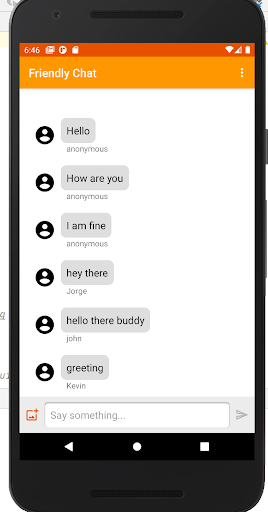 6:46
Friendly Chat
Hello
anonymous
How are you
anonymous
I am fine
anonymous
hey there
Jorge
hello there buddy
john
greeting
Kevin
Say something...